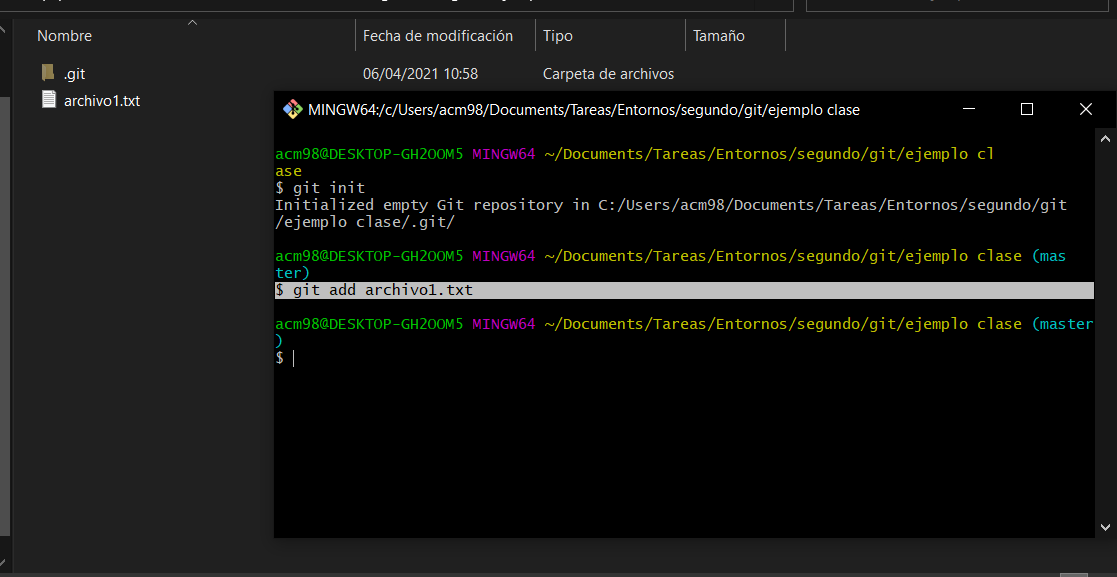 Nombre Fecha de modificación Tipo Tamaño
.git 06/04/2021 10:58 Carpeta de archivos
archivo1.txt
MINGW64:/c/Users/acm98/Documents/Tareas/Entornos/segundo/git/ejemplo clase
acm98@DESKTOP-GH2OOM5 MINGW64 ~/Documents/Tareas/Entornos/segundo/git/ejemplo cl
ase
$ git init
Initialized empty Git repository in C:/Users/acm98/Documents/Tareas/Entornos/segundo/git
/ejemplo clase/.git/
acm98@DESKTOP-GH2OOM5 MINGW64 ~/Documents/Tareas/Entornos/segundo/git/ejemplo clase (mas
ter)
$ git add archivo1.txt
acm98@DESKTOP-GH2OOM5 MINGW64 ~/Documents/Tareas/Entornos/segundo/git/ejemplo clase (master
)
$